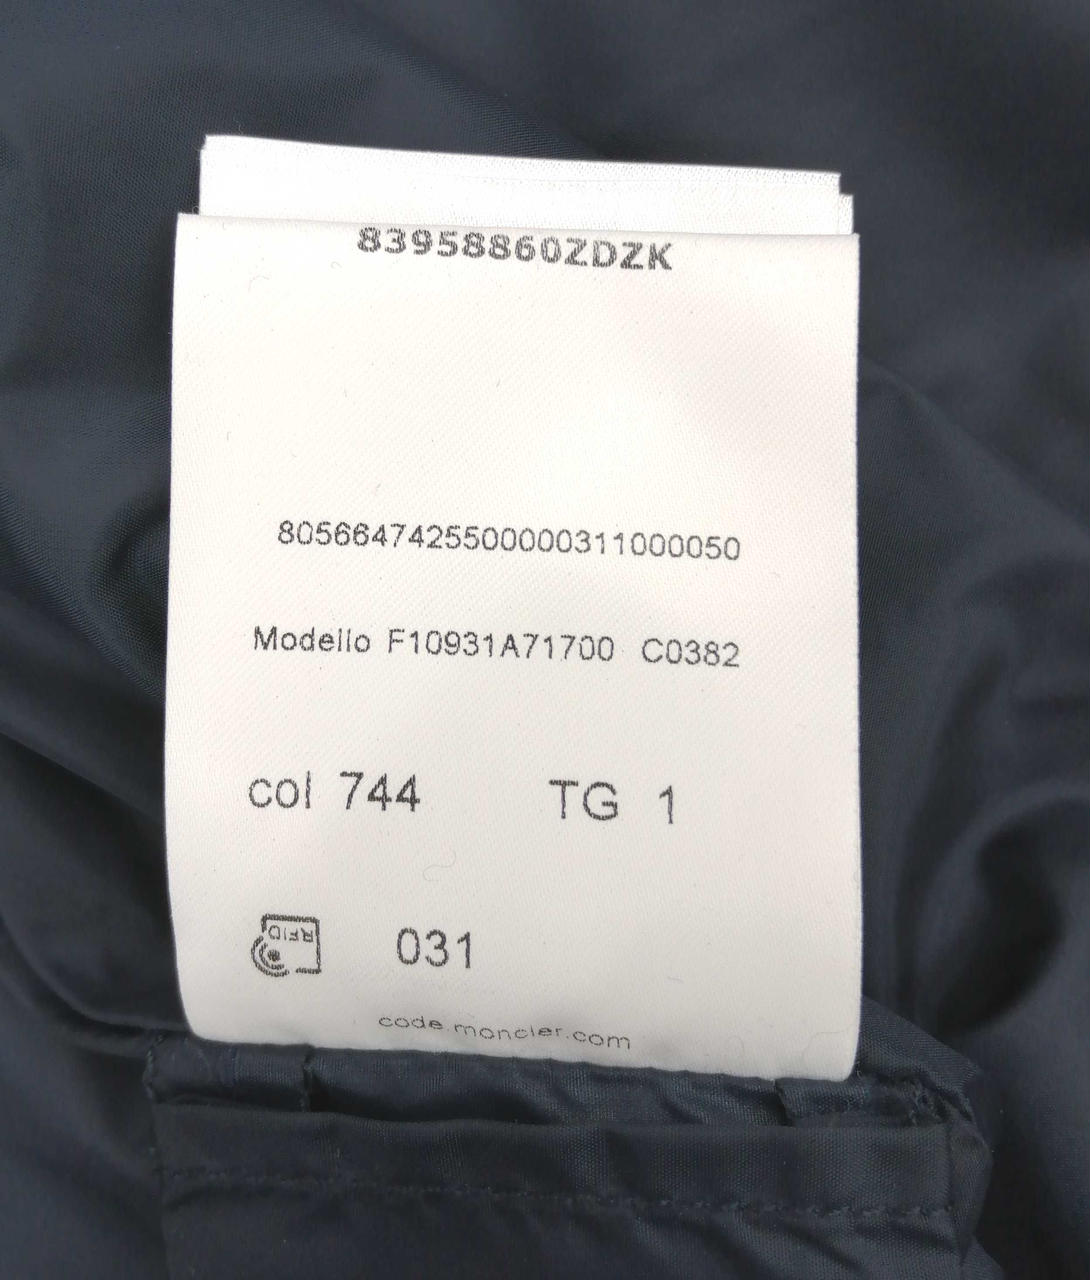 83958860ZDZK
8056647425500000311000050
Modello F10931A71700 C0382
col 744 TG 1
RFID 031
code.moncler.com